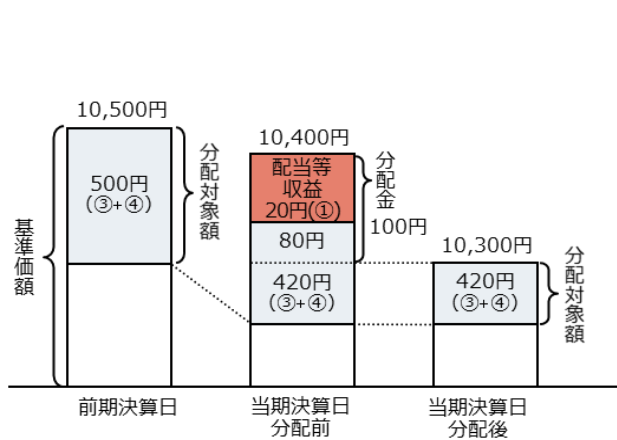 10,500円
500円
(③+④)
分配対象額
基準価額
前期決算日
10,400円
配当等
収益
20円(①)
80円
420円
(③+④)
分配金
100円
当期決算日
分配前
10,300円
420円
(③+④)
分配対象額
当期決算日
分配後